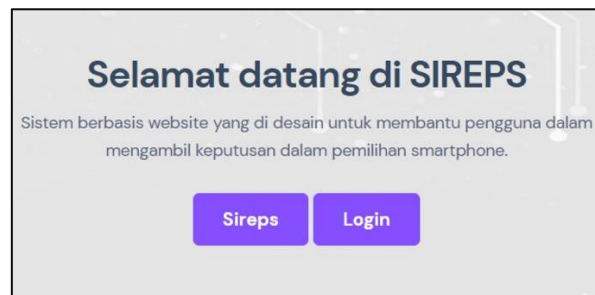 Selamat datang di SIREPS
Sistem berbasis website yang di desain untuk membantu pengguna dalam
mengambil keputusan dalam pemilihan smartphone.
Sireps Login